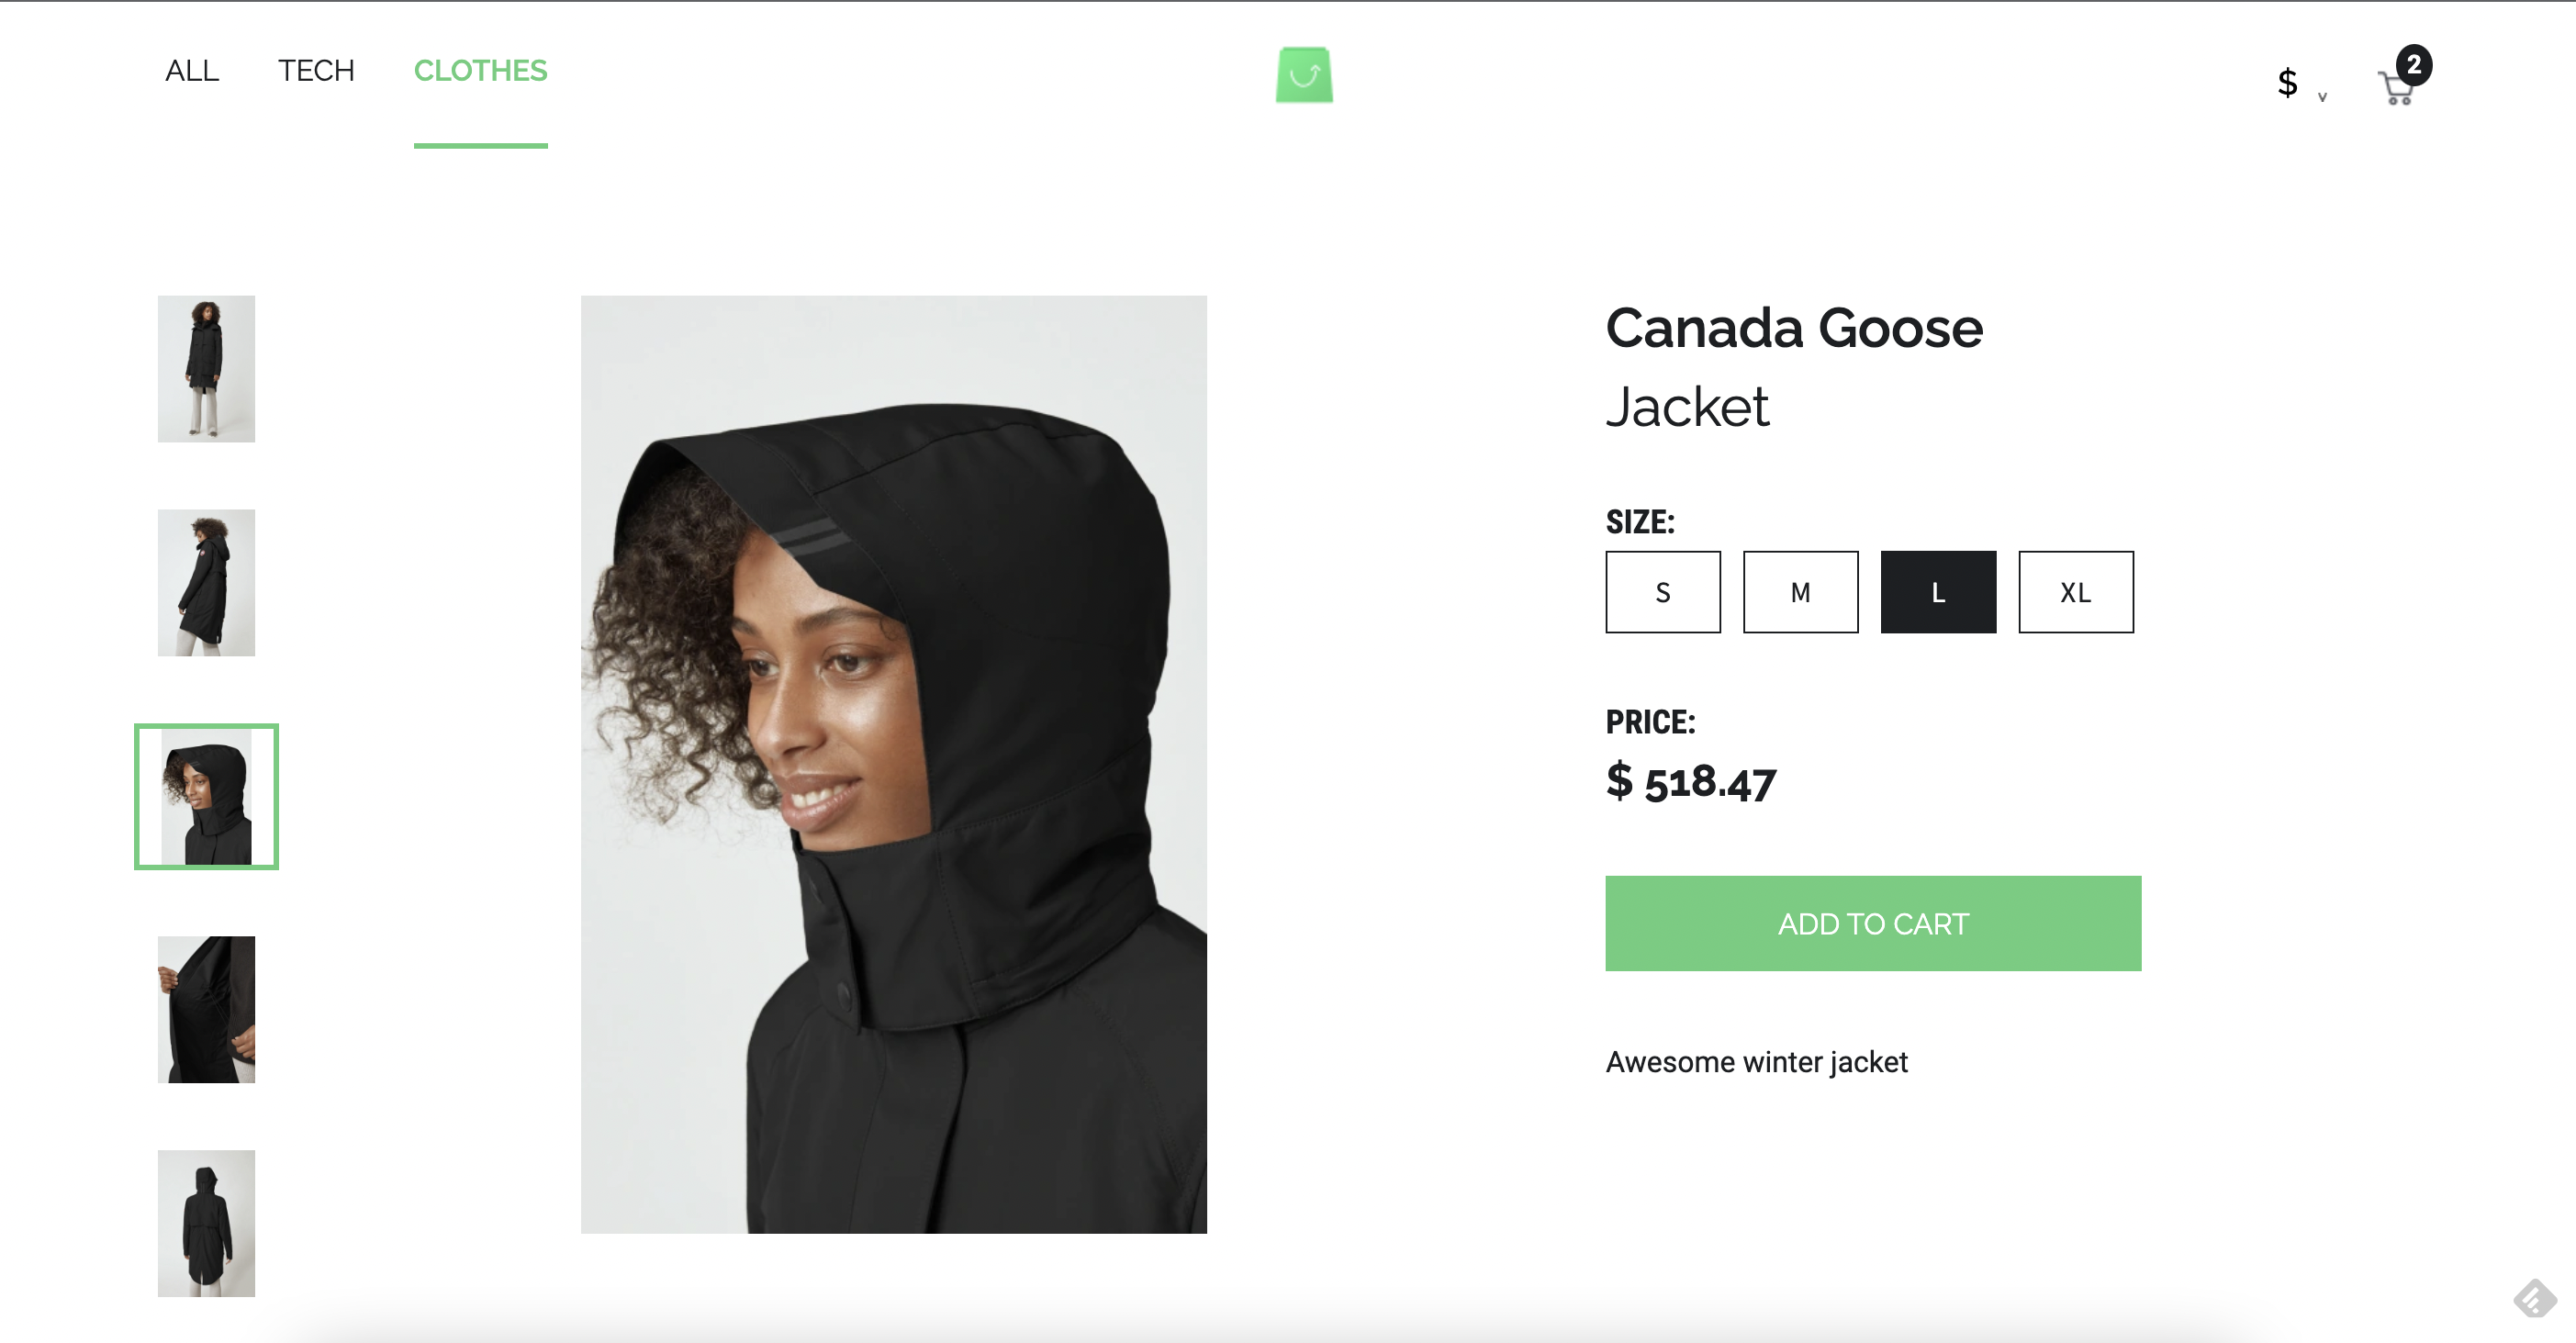 ALL TECH CLOTHES
$ v 2
Canada Goose
Jacket
SIZE:
S M L XL
PRICE:
$ 518.47
ADD TO CART
Awesome winter jacket